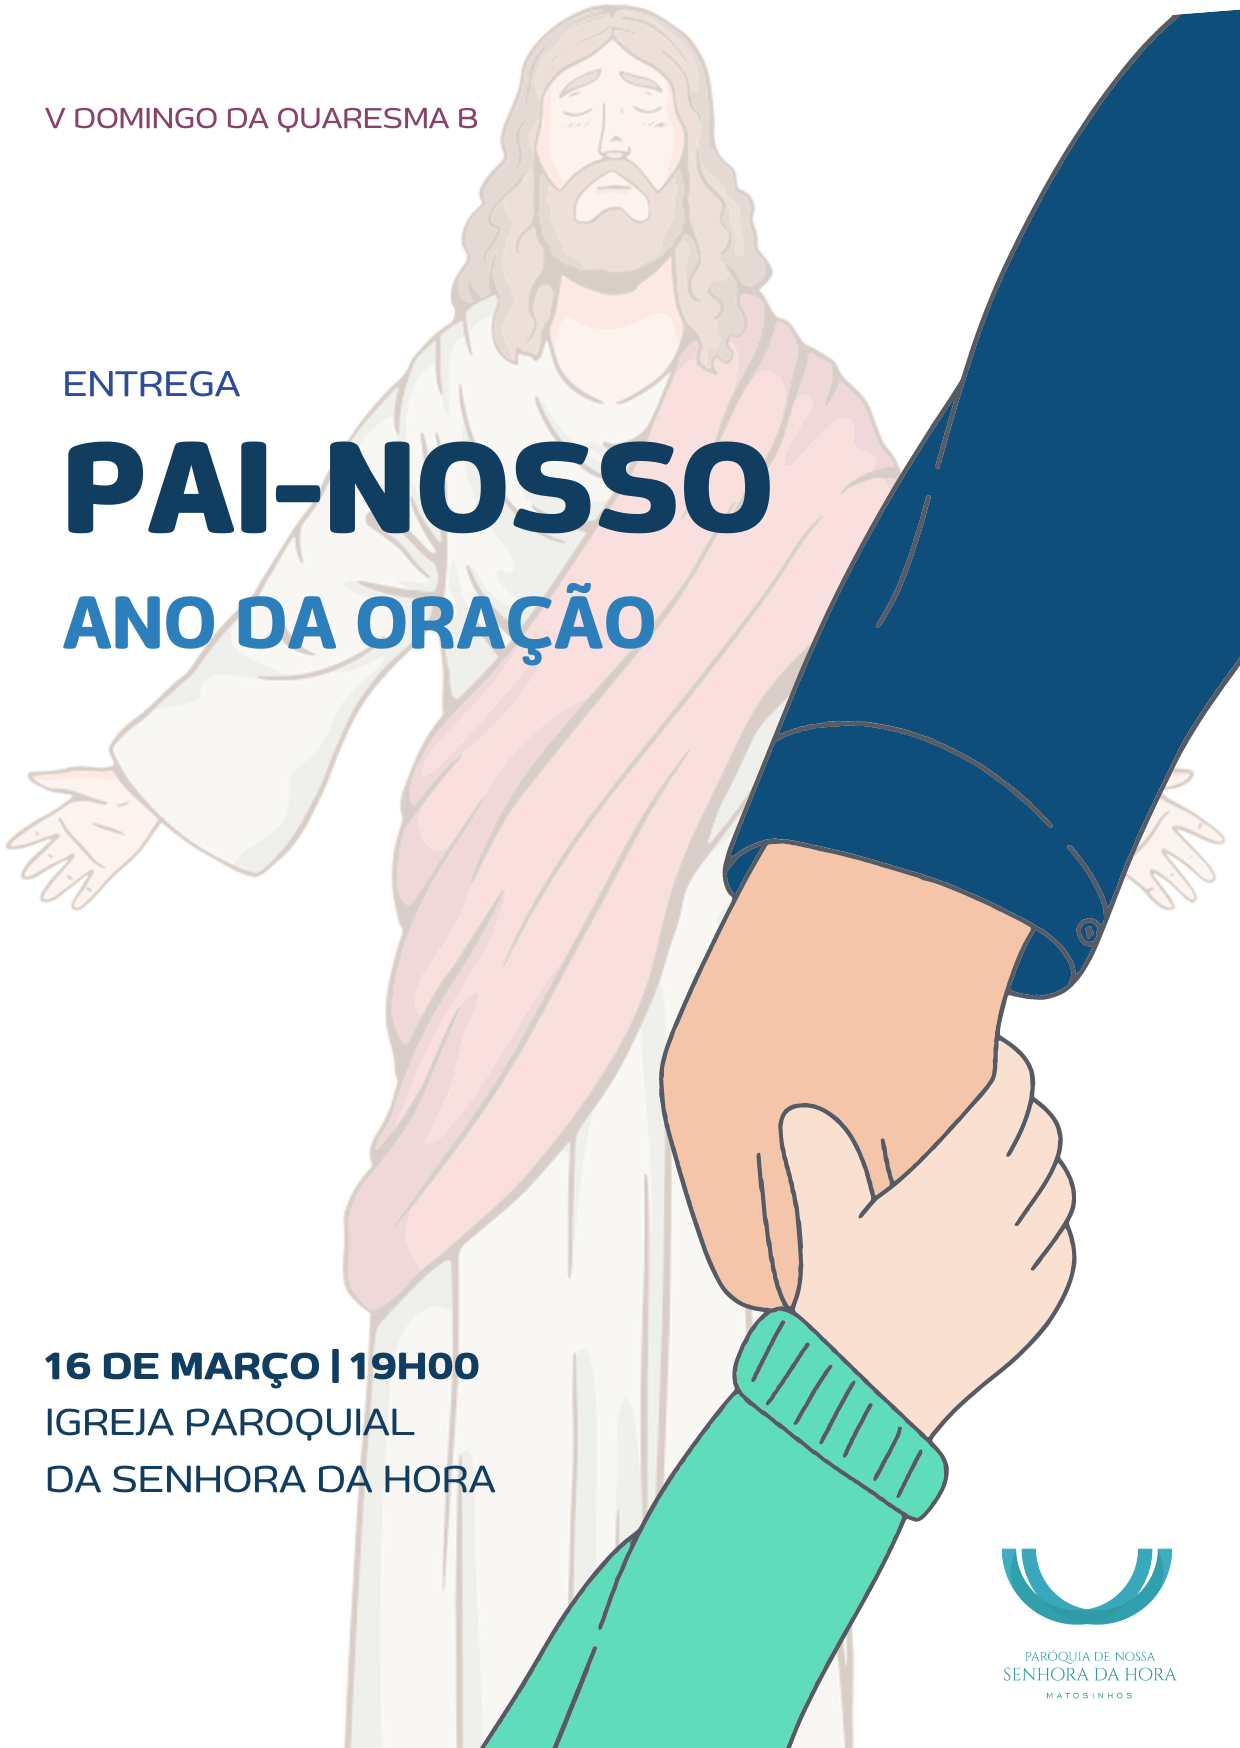 V DOMINGO DA QUARESMA B
ENTREGA
PAI-NOSSO
ANO DA ORAÇÃO
16 DE MARÇO | 19H00
IGREJA PAROQUIAL
DA SENHORA DA HORA
PARÓQUIA DE NOSSA
SENHORA DA HORA
MATOSINHOS